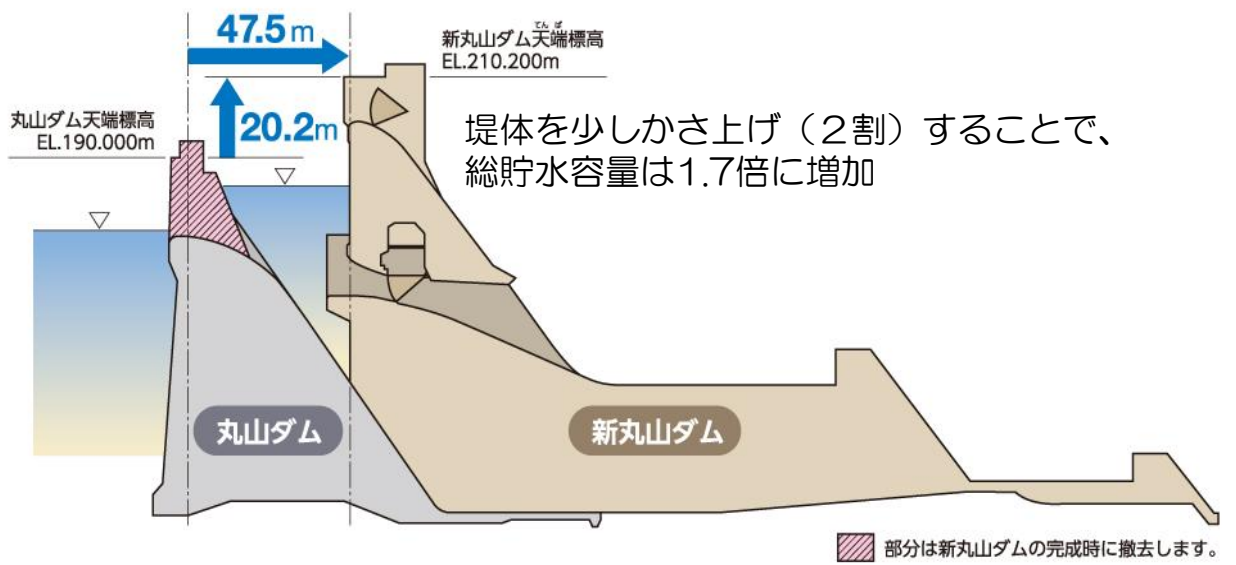 47.5m
てんば
新丸山ダム天端標高
EL.210.200m
丸山ダム天端標高
EL.190.000m
20.2m
堤体を少しかさ上げ（２割）することで、
総貯水容量は1.7倍に増加
丸山ダム
新丸山ダム
部分は新丸山ダムの完成時に撤去します。